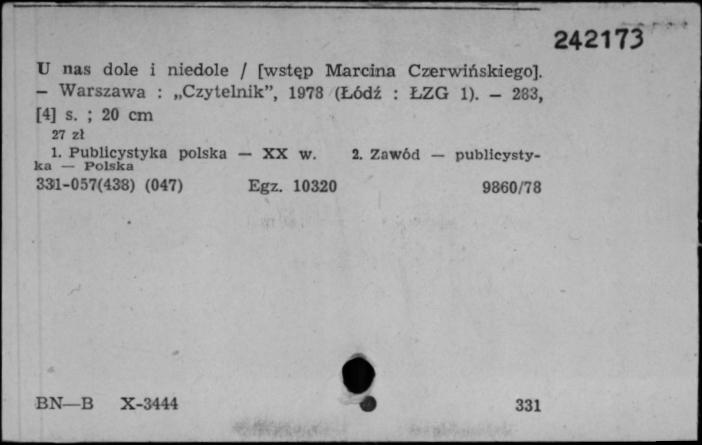 242173
U nas dole i niedole / [wstęp Marcina Czerwińskiego].
— Warszawa : „Czytelnik”, 1978 (Łódź : ŁZG 1). — 283,
[4] s. ; 20 cm
27 zł
1. Publicystyka polska — XX w. 2. Zawód — publicysty-
ka — Polska
331-057(438) (047) Egz. 10320 9860/78
BN—B X-3444 331